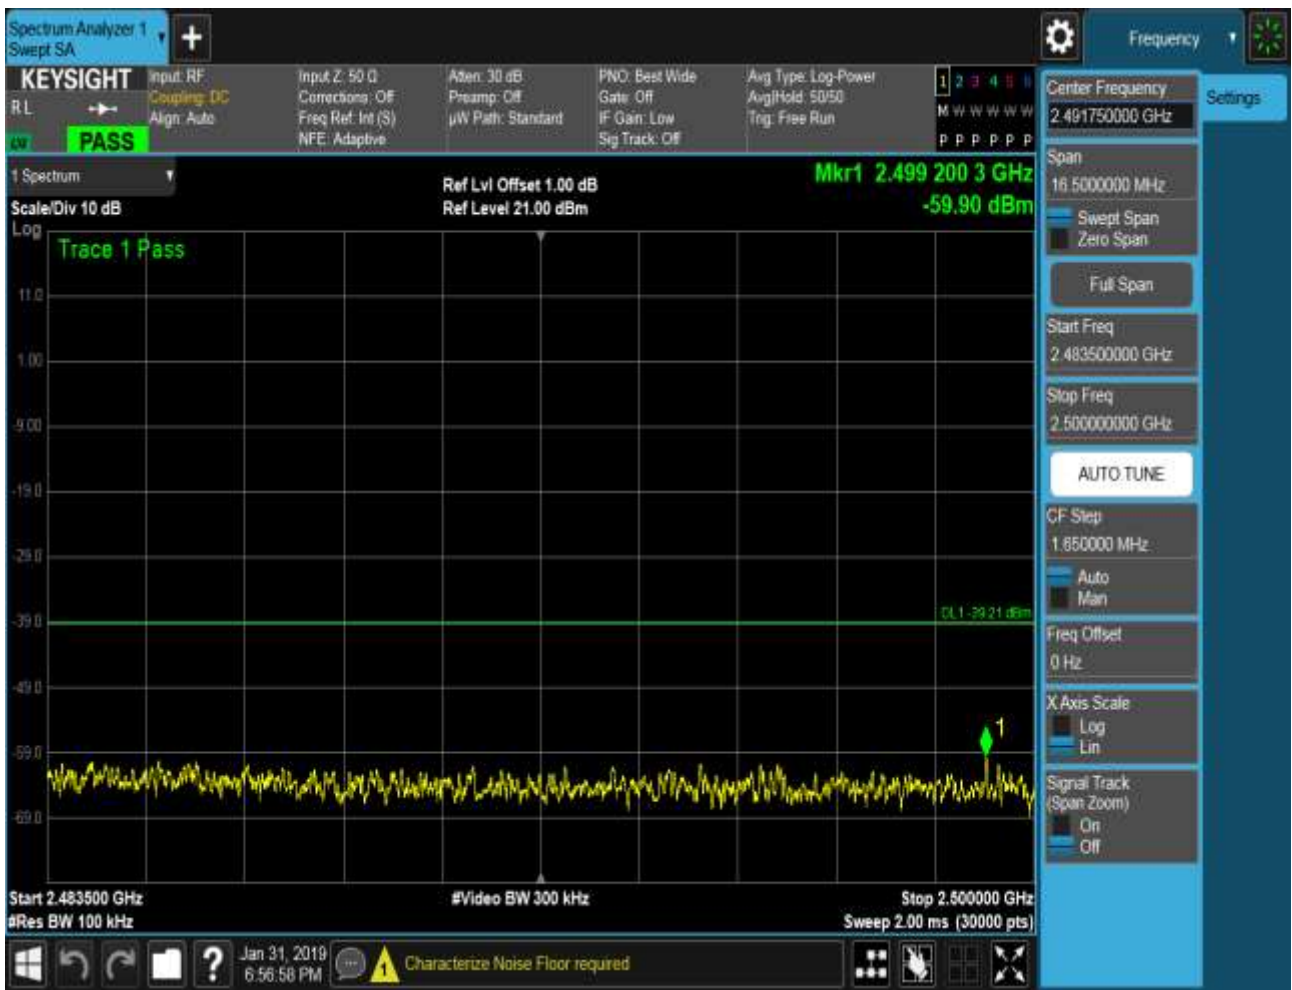 Spectrum Analyzer 1
Swept SA
+
Frequency
KEYSIGHT
R L
PASS
Input: RF
Coupling: DC
Align: Auto
Input Z: 50 Ω
Corrections: Off
Freq Ref: Int (S)
NFE: Adaptive
Atten: 30 dB
Preamp: Off
µW Path: Standard
PNO: Best Wide
Gate: Off
IF Gain: Low
Sig Track: Off
Avg Type: Log-Power
Avg|Hold: 50/50
Trig: Free Run
1 2 3 4 5 6
M W W W W W
P P P P P P
1 Spectrum
Scale/Div 10 dB
Ref Lvl Offset 1.00 dB
Ref Level 21.00 dBm
Mkr1 2.499 200 3 GHz
-59.90 dBm
Log
Trace 1 Pass
11.0
1.00
-9.00
-19.0
-29.0
-39.0
DL1 -39.21 dBm
-49.0
1
-59.0
-69.0
Start 2.483500 GHz
#Video BW 300 kHz
Stop 2.500000 GHz
#Res BW 100 kHz
Sweep 2.00 ms (30000 pts)
Center Frequency
2.491750000 GHz
Settings
Span
16.5000000 MHz
Swept Span
Zero Span
Full Span
Start Freq
2.483500000 GHz
Stop Freq
2.500000000 GHz
AUTO TUNE
CF Step
1.650000 MHz
Auto
Man
Freq Offset
0 Hz
X Axis Scale
Log
Lin
Signal Track
(Span Zoom)
On
Off
?
Jan 31, 2019
6:56:58 PM
1
Characterize Noise Floor required